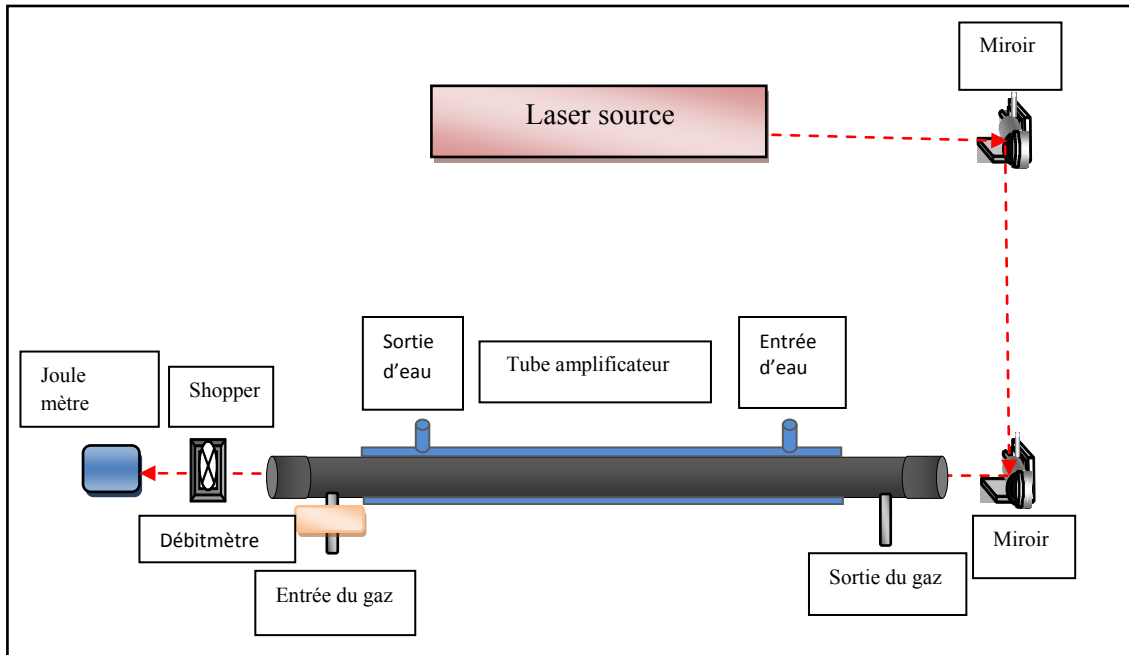 Miroir
Laser source
Sortie
d’eau
Tube amplificateur
Entrée
d’eau
Joule
mètre
Shopper
Débitmètre
Miroir
Entrée du gaz
Sortie du gaz